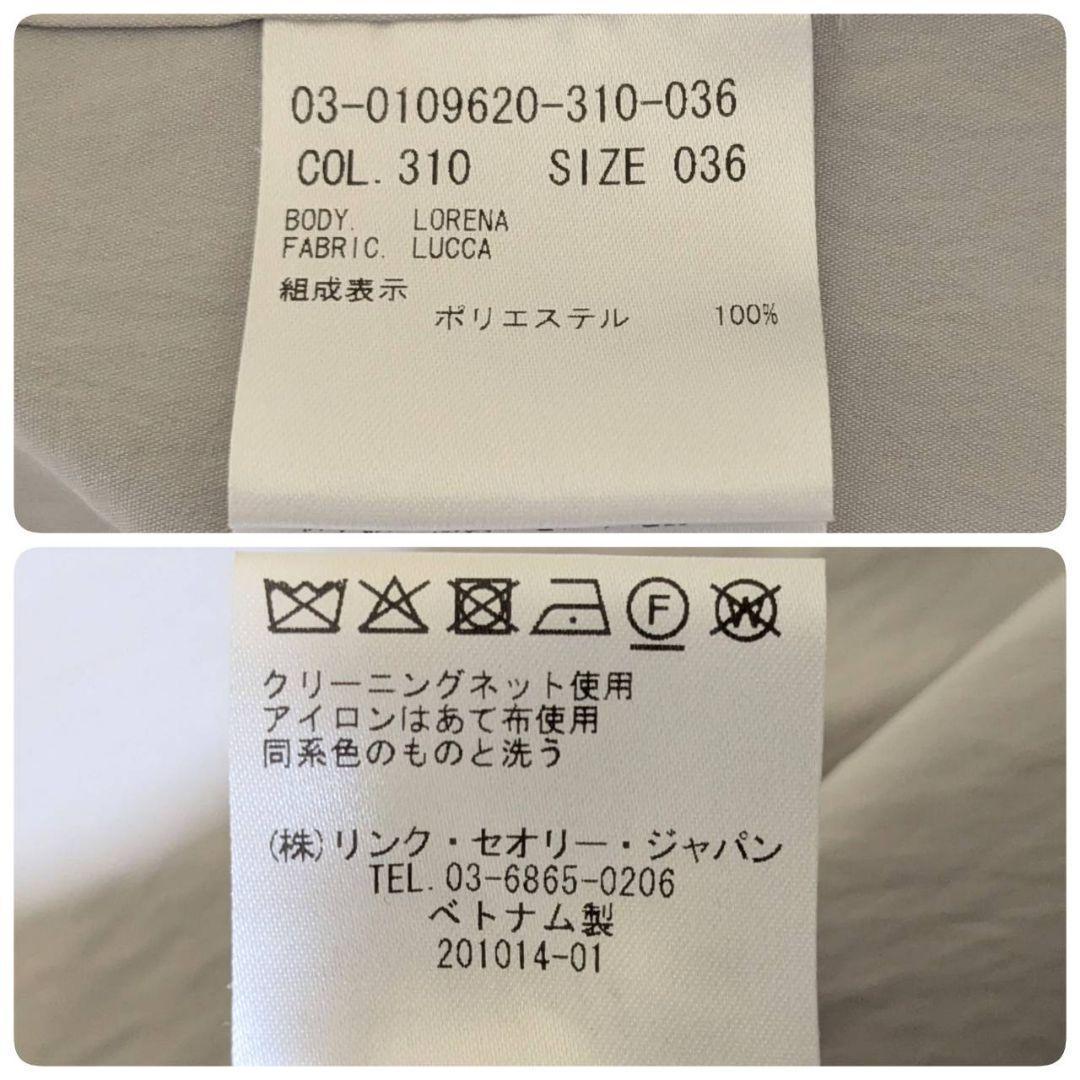 03-0109620-310-036
COL.310 SIZE 036
BODY. LORENA
FABRIC. LUCCA
組成表示
ポリエステル 100%
F
W
クリーニングネット使用
アイロンはあて布使用
同系色のものと洗う
(株)リンク・セオリー・ジャパン
TEL.03-6865-0206
ベトナム製
201014-01